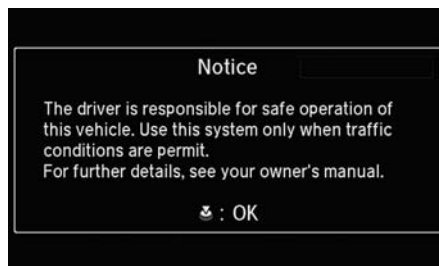 Notice
The driver is responsible for safe operation of
this vehicle. Use this system only when traffic
conditions are permit.
For further details, see your owner's manual.
: OK